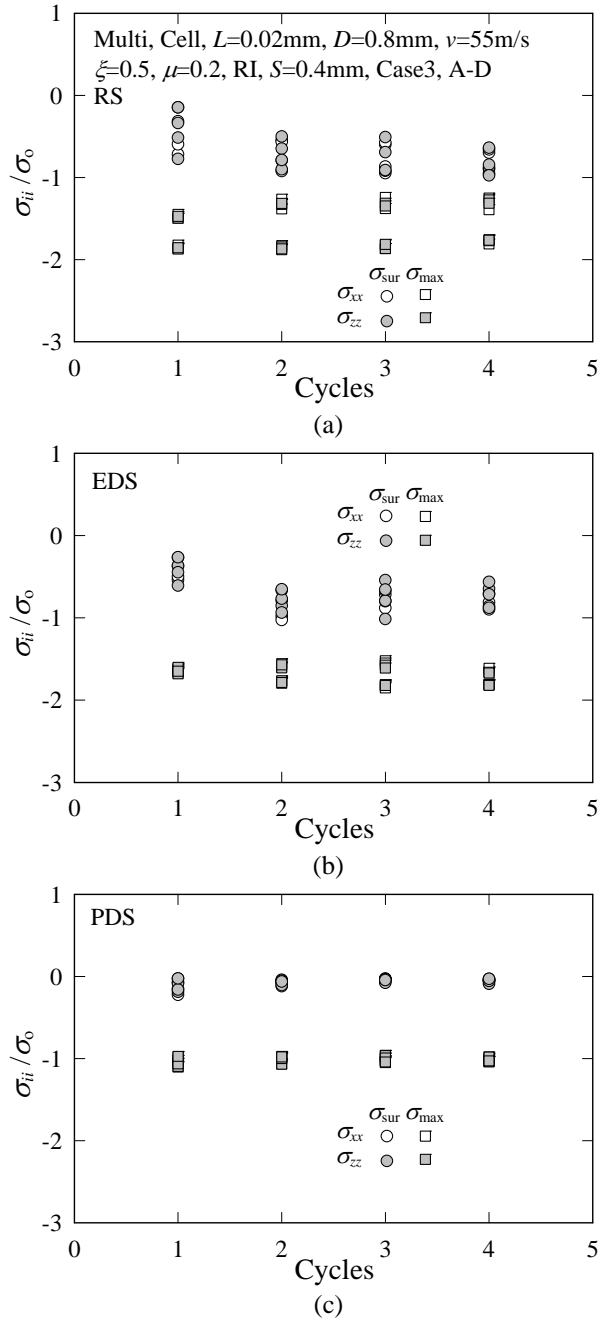 Multi, Cell, L=0.02mm, D=0.8mm, v=55m/s
ξ=0.5, μ=0.2, RI, S=0.4mm, Case3, A-D
RS
1
0
-1
-2
-3
σii/σo
σsur σmax
σxx
σzz
0 1 2 3 4 5
Cycles
(a)
EDS
1
0
-1
-2
-3
σii/σo
σsur σmax
σxx
σzz
0 1 2 3 4 5
Cycles
(b)
PDS
1
0
-1
-2
-3
σii/σo
σsur σmax
σxx
σzz
0 1 2 3 4 5
Cycles
(c)